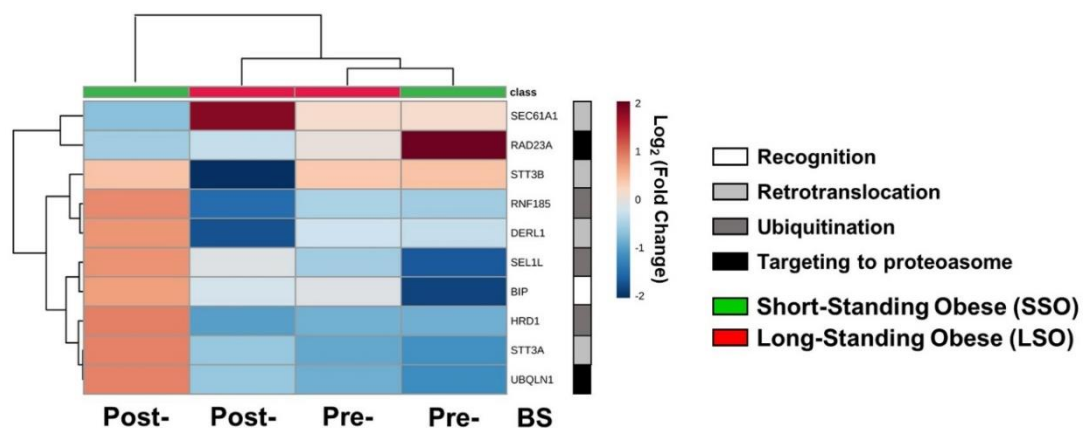 class
SEC61A1
RAD23A
STT3B
RNF185
DERL1
SEL1L
BIP
HRD1
STT3A
UBQLN1
Post- Post- Pre- Pre- BS
2
1
0
-1
-2
Log2 (Fold Change)
Recognition
Retrotranslocation
Ubiquitination
Targeting to proteoasome
Short-Standing Obese (SSO)
Long-Standing Obese (LSO)